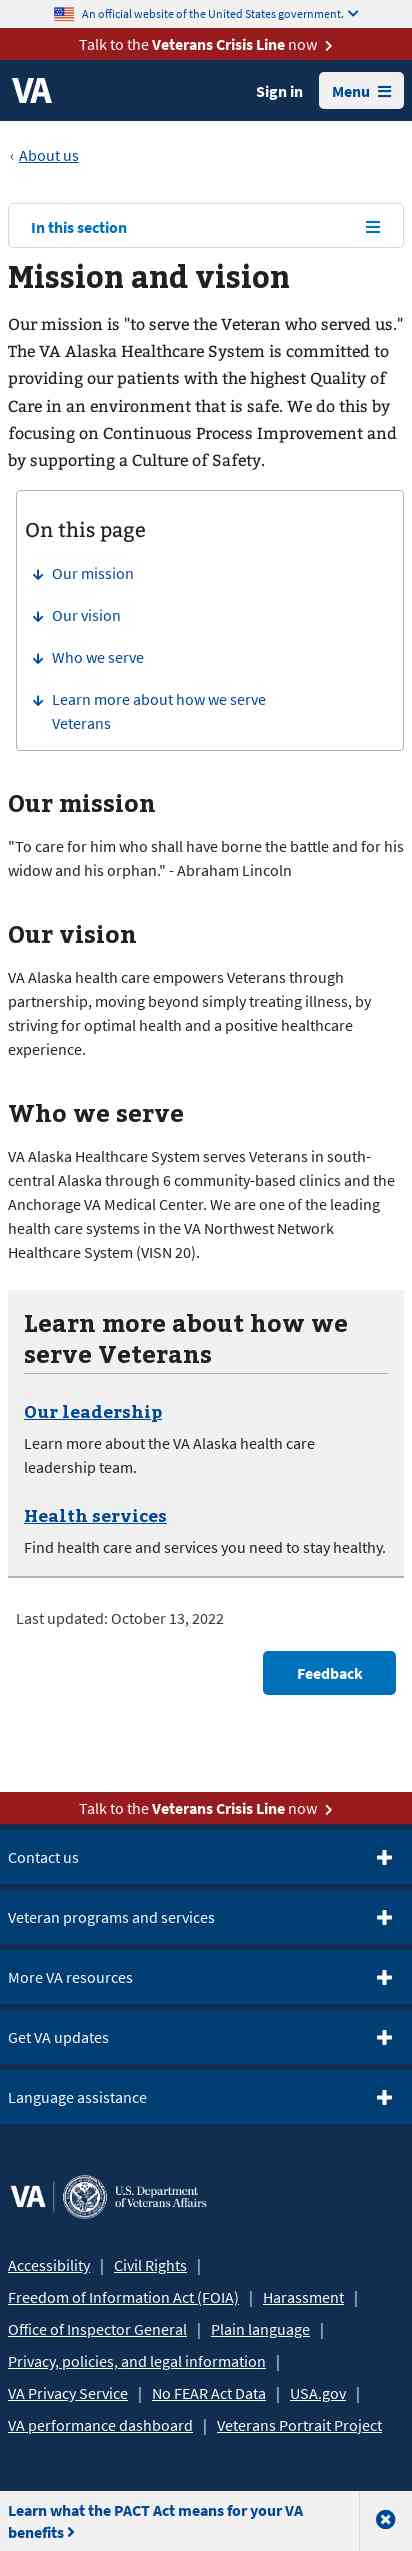 An official website of the United States government.
Talk to the Veterans Crisis Line now
VA
Sign in
Menu
‹ About us
In this section
Mission and vision
Our mission is "to serve the Veteran who served us."
The VA Alaska Healthcare System is committed to
providing our patients with the highest Quality of
Care in an environment that is safe. We do this by
focusing on Continuous Process Improvement and
by supporting a Culture of Safety.
On this page
Our mission
Our vision
Who we serve
Learn more about how we serve
Veterans
Our mission
"To care for him who shall have borne the battle and for his
widow and his orphan." - Abraham Lincoln
Our vision
VA Alaska health care empowers Veterans through
partnership, moving beyond simply treating illness, by
striving for optimal health and a positive healthcare
experience.
Who we serve
VA Alaska Healthcare System serves Veterans in south-
central Alaska through 6 community-based clinics and the
Anchorage VA Medical Center. We are one of the leading
health care systems in the VA Northwest Network
Healthcare System (VISN 20).
Learn more about how we
serve Veterans
Our leadership
Learn more about the VA Alaska health care
leadership team.
Health services
Find health care and services you need to stay healthy.
Last updated: October 13, 2022
Feedback
Talk to the Veterans Crisis Line now
Contact us
Veteran programs and services
More VA resources
Get VA updates
Language assistance
VA | U.S. Department
of Veterans Affairs
Accessibility | Civil Rights |
Freedom of Information Act (FOIA) | Harassment |
Office of Inspector General | Plain language |
Privacy, policies, and legal information |
VA Privacy Service | No FEAR Act Data | USA.gov |
VA performance dashboard | Veterans Portrait Project
Learn what the PACT Act means for your VA
benefits